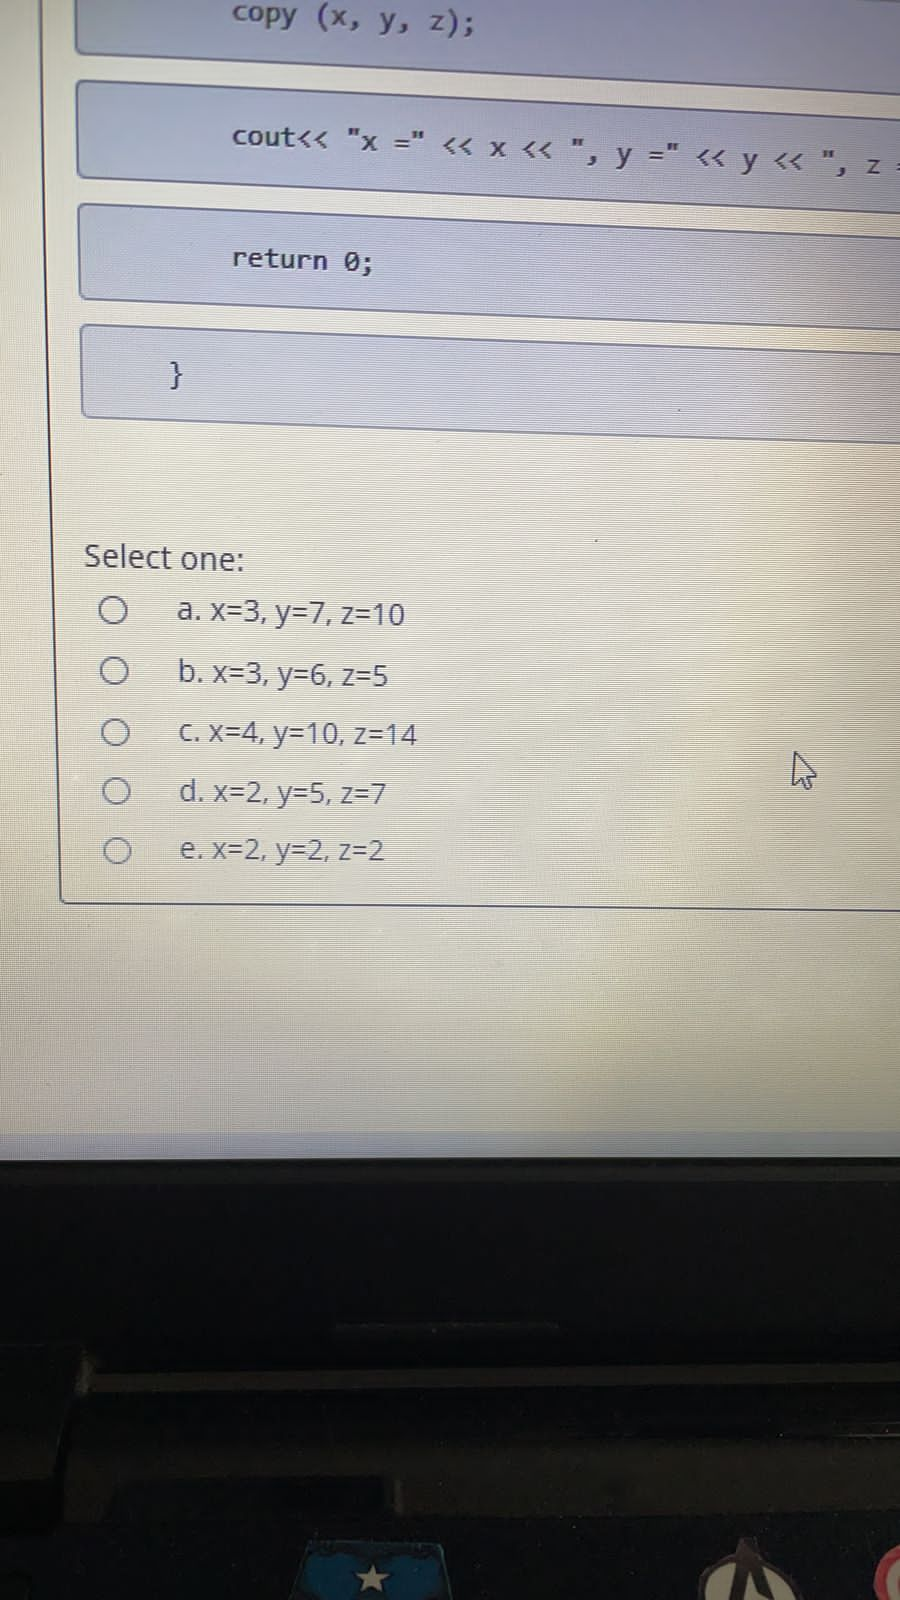 copy (x, y, z);
cout<< "x =" << x << ", y =" << y << ", z =
return 0;
}
Select one:
a. x=3, y=7, z=10
b. x=3, y=6, z=5
c. x=4, y=10, z=14
d. x=2, y=5, z=7
e. x=2, y=2, z=2